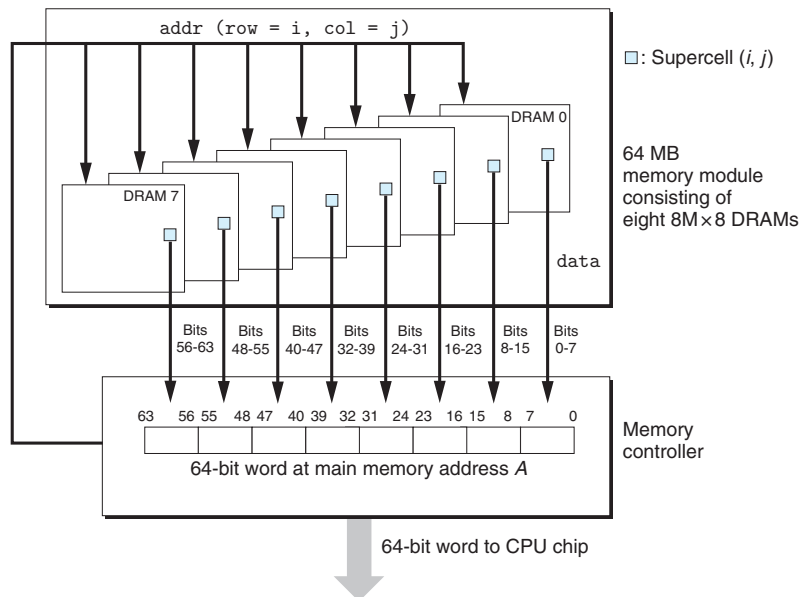 addr (row = i, col = j)
: Supercell (i, j)
DRAM 0
DRAM 7
64 MB
memory module
consisting of
eight 8M×8 DRAMs
data
Bits
56-63
Bits
48-55
Bits
40-47
Bits
32-39
Bits
24-31
Bits
16-23
Bits
8-15
Bits
0-7
63 56 55 48 47 40 39 32 31 24 23 16 15 8 7 0
64-bit word at main memory address A
Memory
controller
64-bit word to CPU chip